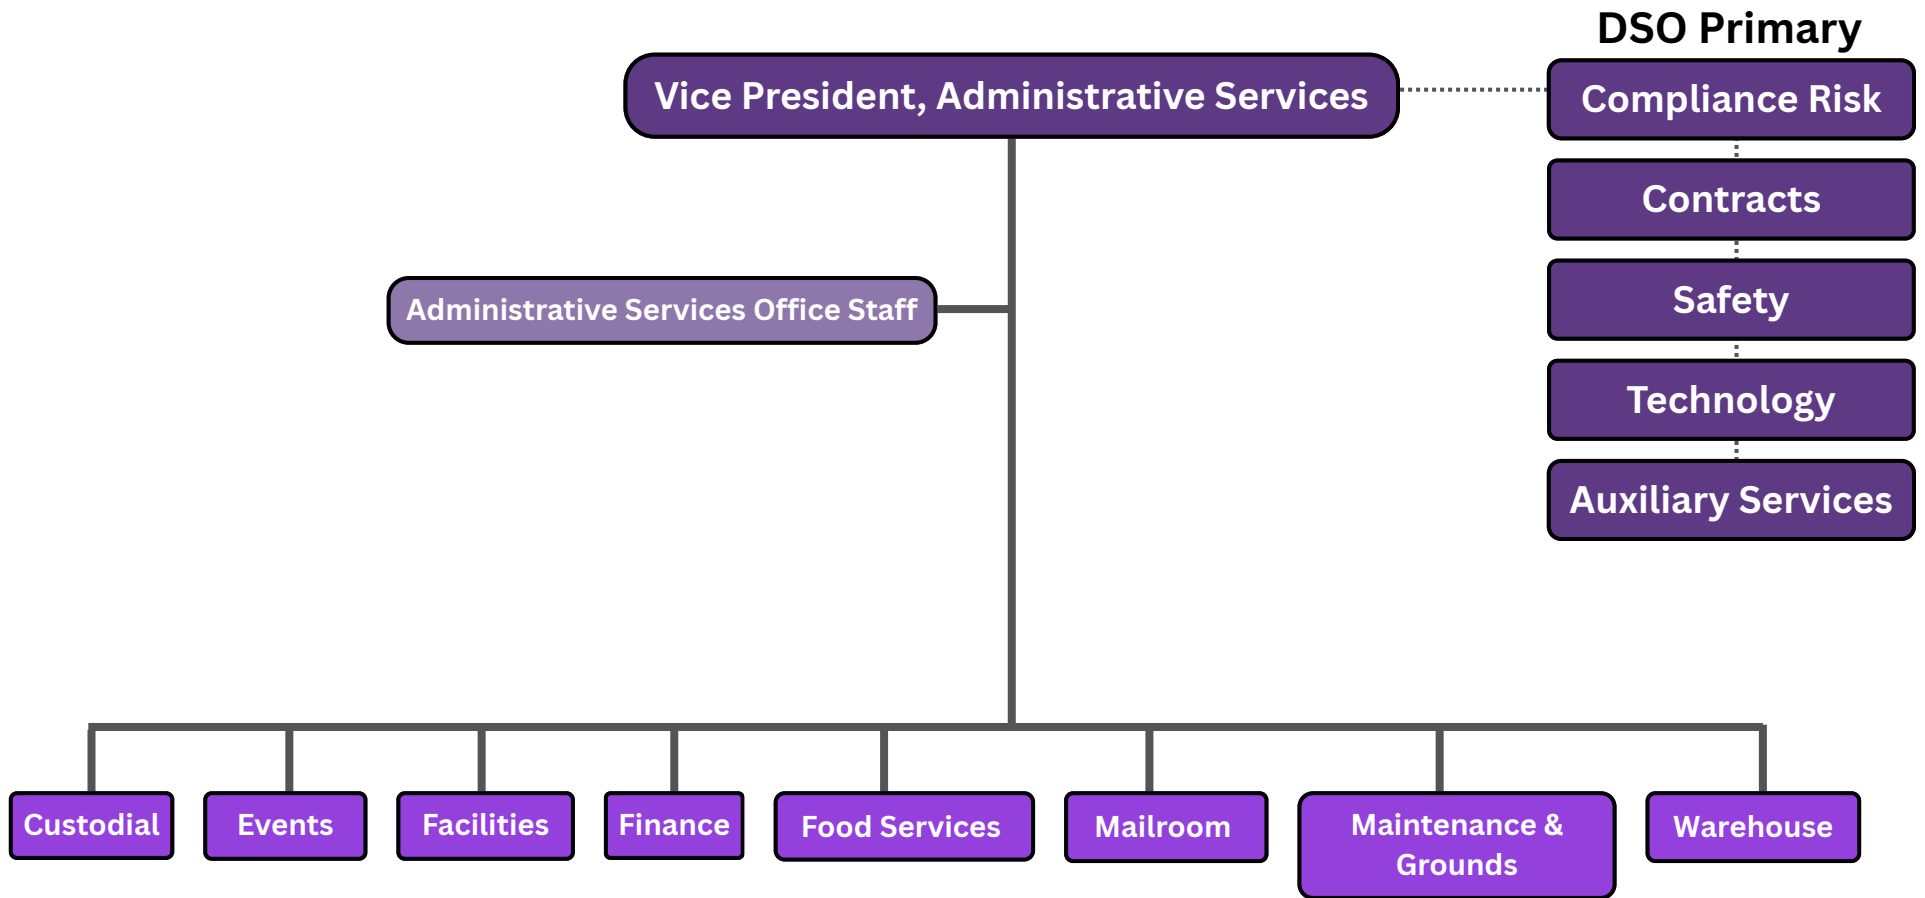 DSO Primary
Vice President, Administrative Services
Compliance Risk
Contracts
Safety
Technology
Auxiliary Services
Administrative Services Office Staff
Custodial
Events
Facilities
Finance
Food Services
Mailroom
Maintenance &
Grounds
Warehouse